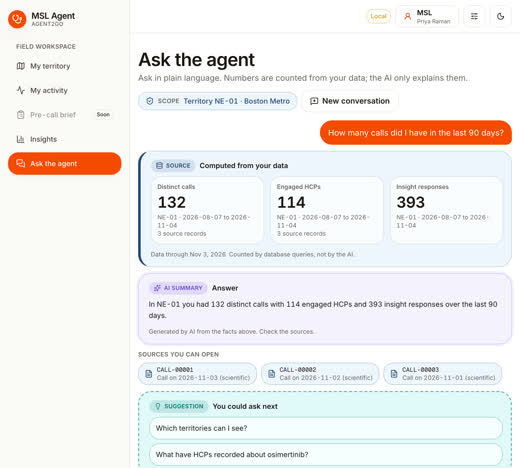 MSL Agent
AGENT2GO
Local
MSL
Priya-Raman
FIELD WORKSPACE
My territory
My activity
Pre-call brief
Soon
Insights
Ask the agent
Ask the agent
Ask in plain language. Numbers are counted from your data; the AI only explains them.
SCOPE Territory NE-01 · Boston Metro
New conversation
How many calls did I have in the last 90 days?
SOURCE Computed from your data
Distinct calls
132
NE-01 · 2026-08-07 to 2026-
11-04
3 source records
Engaged HCPs
114
NE-01 · 2026-08-07 to 2026-
11-04
3 source records
Insight responses
393
NE-01 · 2026-08-07 to 2026-
11-04
Data through Nov 3, 2026 Counted by database queries, not by the AI.
AI SUMMARY Answer
In NE-01 you had 132 distinct calls with 114 engaged HCPs and 393 insight responses over the last 90
days.
Generated by AI from the facts above. Check the sources.
SOURCES YOU CAN OPEN
CALL-00001
Call on 2026-11-03 (scientific)
CALL-00002
Call on 2026-11-02 (scientific)
CALL-00003
Call on 2026-11-01 (scientific)
SUGGESTION You could ask next
Which territories can I see?
What have HCPs recorded about osimertinib?